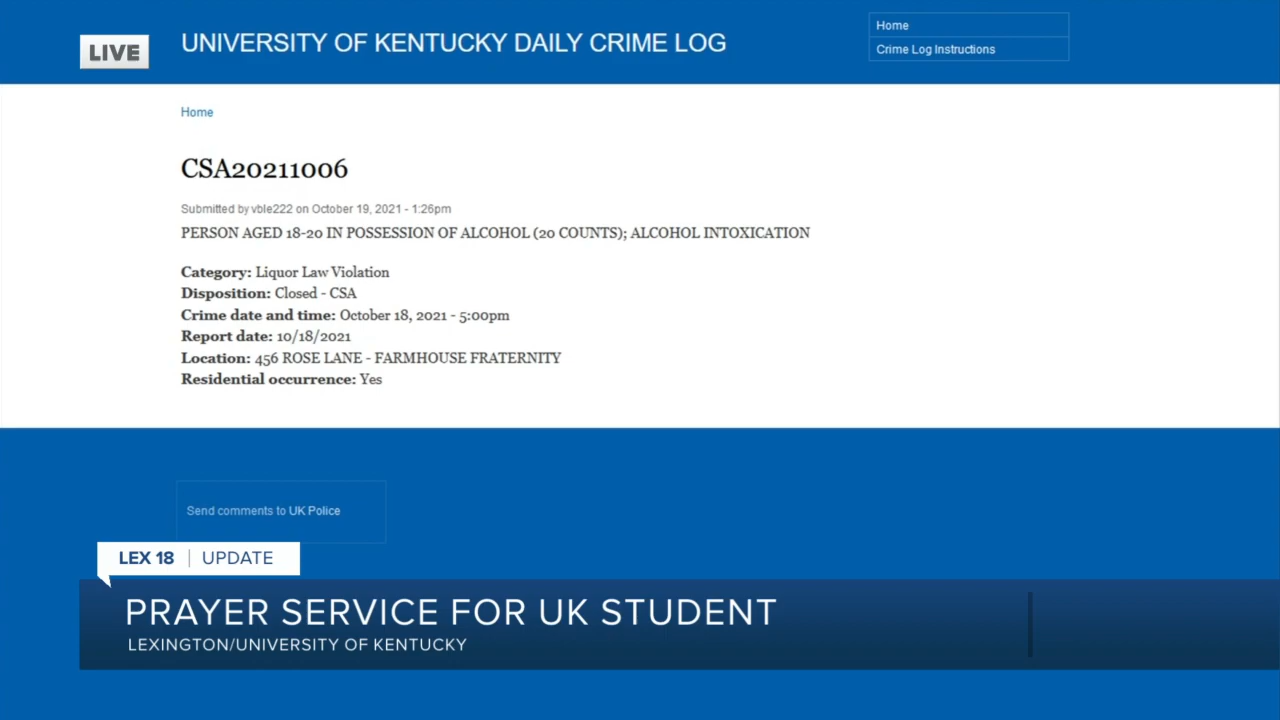 LIVE
UNIVERSITY OF KENTUCKY DAILY CRIME LOG
Home
Crime Log Instructions
Home
CSA20211006
Submitted by vble222 on October 19, 2021 - 1:26pm
PERSON AGED 18-20 IN POSSESSION OF ALCOHOL (20 COUNTS); ALCOHOL INTOXICATION
Category: Liquor Law Violation
Disposition: Closed - CSA
Crime date and time: October 18, 2021 - 5:00pm
Report date: 10/18/2021
Location: 456 ROSE LANE - FARMHOUSE FRATERNITY
Residential occurrence: Yes
Send comments to UK Police
LEX 18 | UPDATE
PRAYER SERVICE FOR UK STUDENT
LEXINGTON/UNIVERSITY OF KENTUCKY